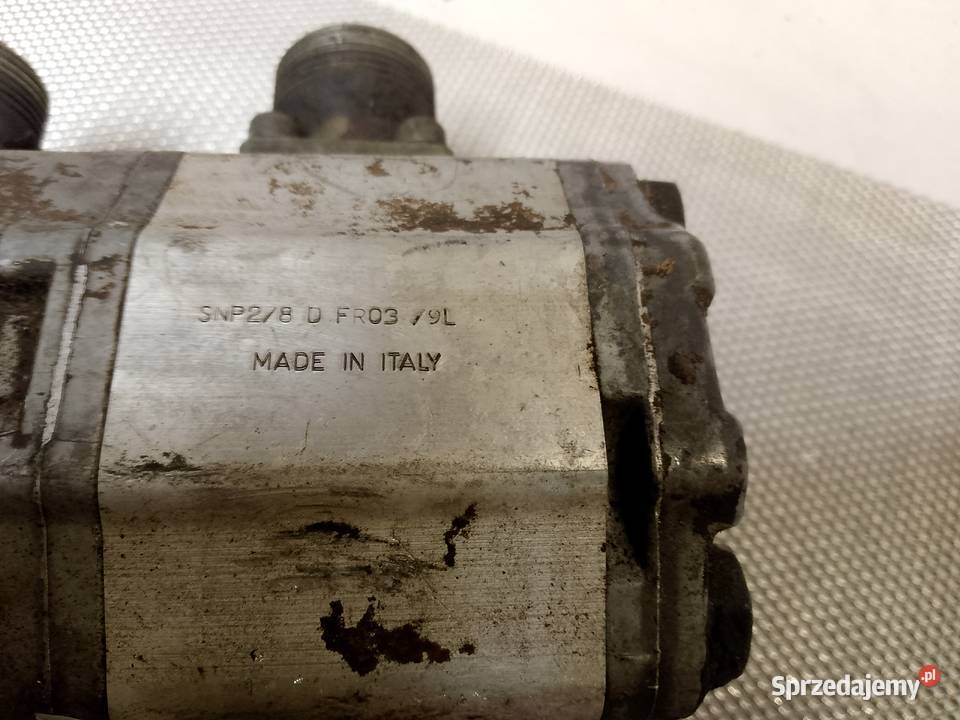 SNP2/8 D FR03 /9L
MADE IN ITALY
Sprzedajemy.pl